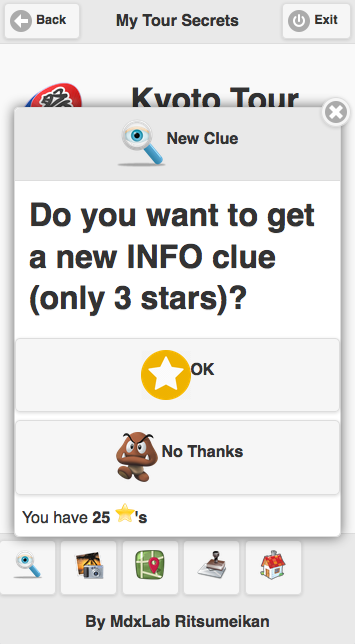 Back
My Tour Secrets
Exit
Kyoto Tour
New Clue
Do you want to get
a new INFO clue
(only 3 stars)?
OK
No Thanks
You have 25 's
By MdxLab Ritsumeikan